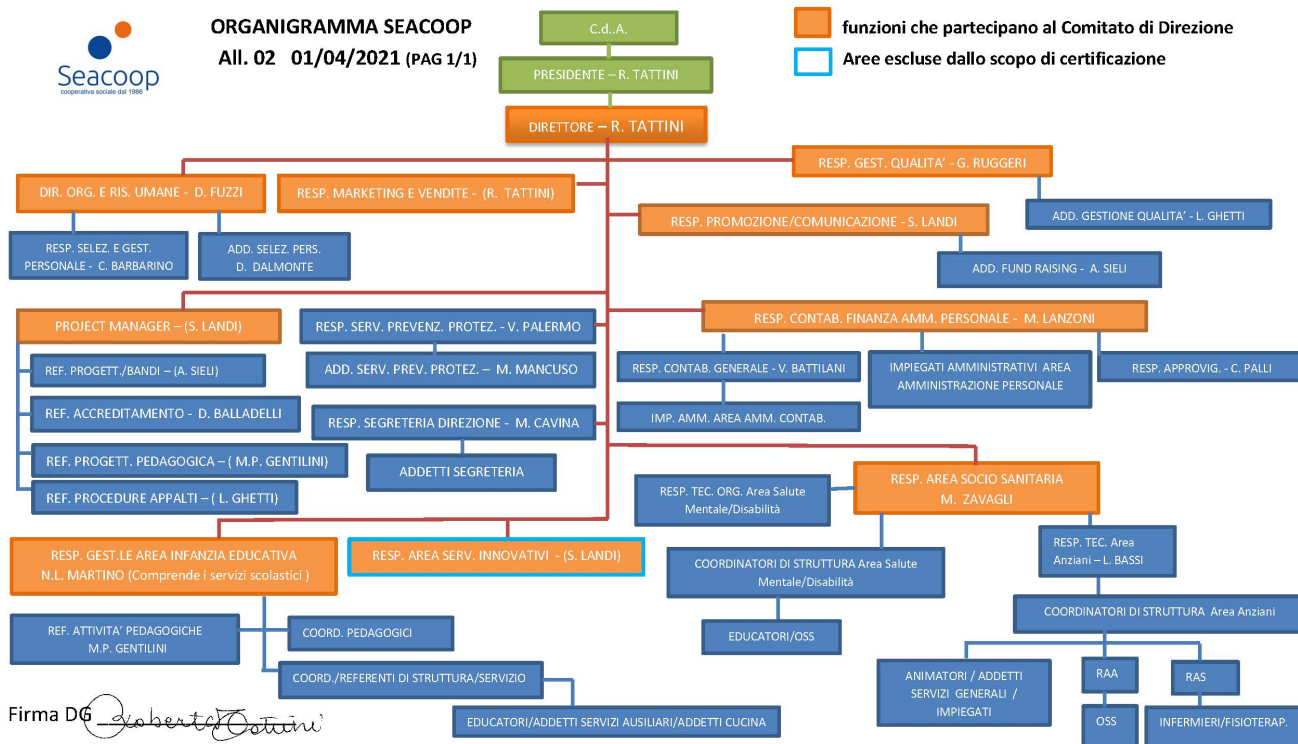 Seacoop
cooperativa sociale dal 1986
ORGANIGRAMMA SEACOOP
All. 02 01/04/2021 (PAG 1/1)
C.d..A.
PRESIDENTE – R. TATTINI
DIRETTORE – R. TATTINI
funzioni che partecipano al Comitato di Direzione
Aree escluse dallo scopo di certificazione
DIR. ORG. E RIS. UMANE - D. FUZZI
RESP. MARKETING E VENDITE - (R. TATTINI)
RESP. GEST. QUALITA' - G. RUGGERI
RESP. SELEZ. E GEST.
PERSONALE - C. BARBARINO
ADD. SELEZ. PERS.
D. DALMONTE
RESP. PROMOZIONE/COMUNICAZIONE - S. LANDI
ADD. GESTIONE QUALITA' - L. GHETTI
ADD. FUND RAISING - A. SIELI
PROJECT MANAGER – (S. LANDI)
RESP. SERV. PREVENZ. PROTEZ. - V. PALERMO
RESP. CONTAB. FINANZA AMM. PERSONALE - M. LANZONI
REF. PROGETT./BANDI – (A. SIELI)
ADD. SERV. PREV. PROTEZ. – M. MANCUSO
RESP. CONTAB. GENERALE - V. BATTILANI
IMPIEGATI AMMINISTRATIVI AREA
AMMINISTRAZIONE PERSONALE
RESP. APPROVIG. - C. PALLI
REF. ACCREDITAMENTO - D. BALLADELLI
RESP. SEGRETERIA DIREZIONE - M. CAVINA
IMP. AMM. AREA AMM. CONTAB.
REF. PROGETT. PEDAGOGICA – ( M.P. GENTILINI)
ADDETTI SEGRETERIA
REF. PROCEDURE APPALTI – ( L. GHETTI)
RESP. TEC. ORG. Area Salute
Mentale/Disabilità
RESP. AREA SOCIO SANITARIA
M. ZAVAGLI
RESP. GEST.LE AREA INFANZIA EDUCATIVA
N.L. MARTINO (Comprende i servizi scolastici )
RESP. AREA SERV. INNOVATIVI - (S. LANDI)
COORDINATORI DI STRUTTURA Area Salute
Mentale/Disabilità
RESP. TEC. Area
Anziani – L. BASSI
REF. ATTIVITA' PEDAGOGICHE
M.P. GENTILINI
COORD. PEDAGOGICI
EDUCATORI/OSS
COORDINATORI DI STRUTTURA Area Anziani
COORD./REFERENTI DI STRUTTURA/SERVIZIO
ANIMATORI / ADDETTI
SERVIZI GENERALI /
IMPIEGATI
RAA
RAS
EDUCATORI/ADDETTI SERVIZI AUSILIARI/ADDETTI CUCINA
OSS
INFERMIERI/FISIOTERAP.
Firma DG